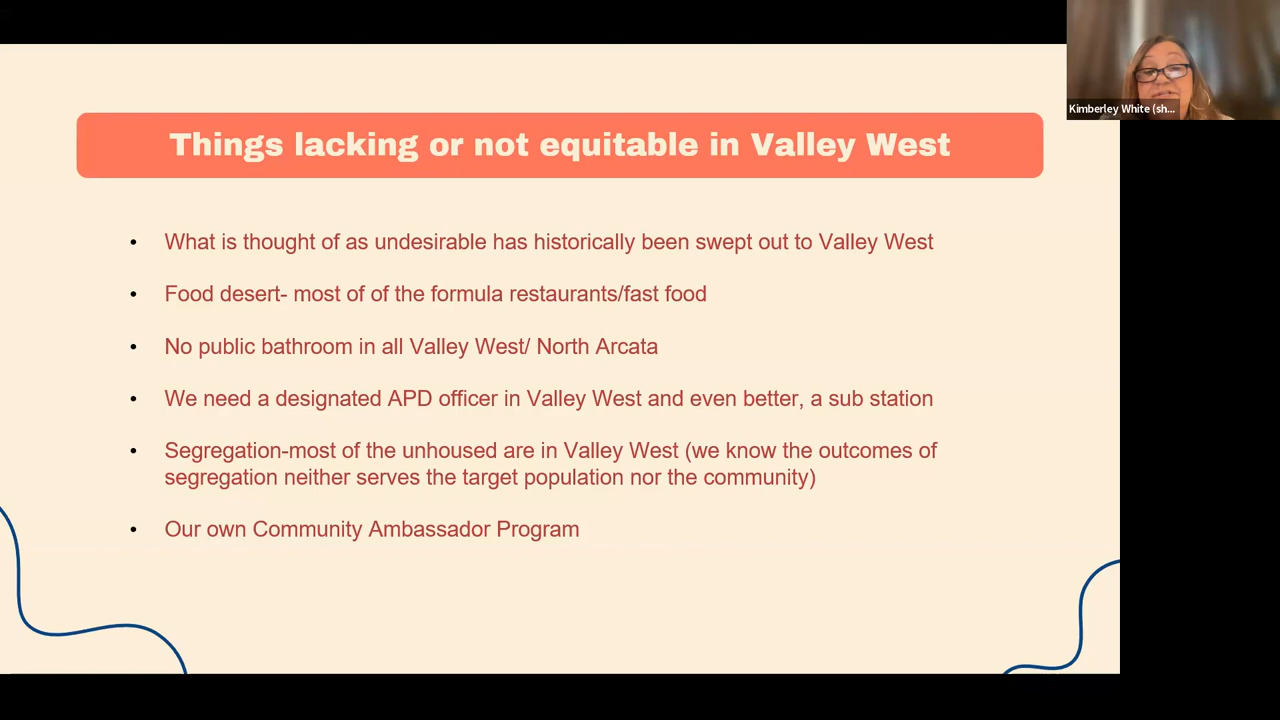 Things lacking or not equitable in Valley West
• What is thought of as undesirable has historically been swept out to Valley West
• Food desert- most of of the formula restaurants/fast food
• No public bathroom in all Valley West/ North Arcata
• We need a designated APD officer in Valley West and even better, a sub station
• Segregation-most of the unhoused are in Valley West (we know the outcomes of
segregation neither serves the target population nor the community)
• Our own Community Ambassador Program
Kimberley White (sh...